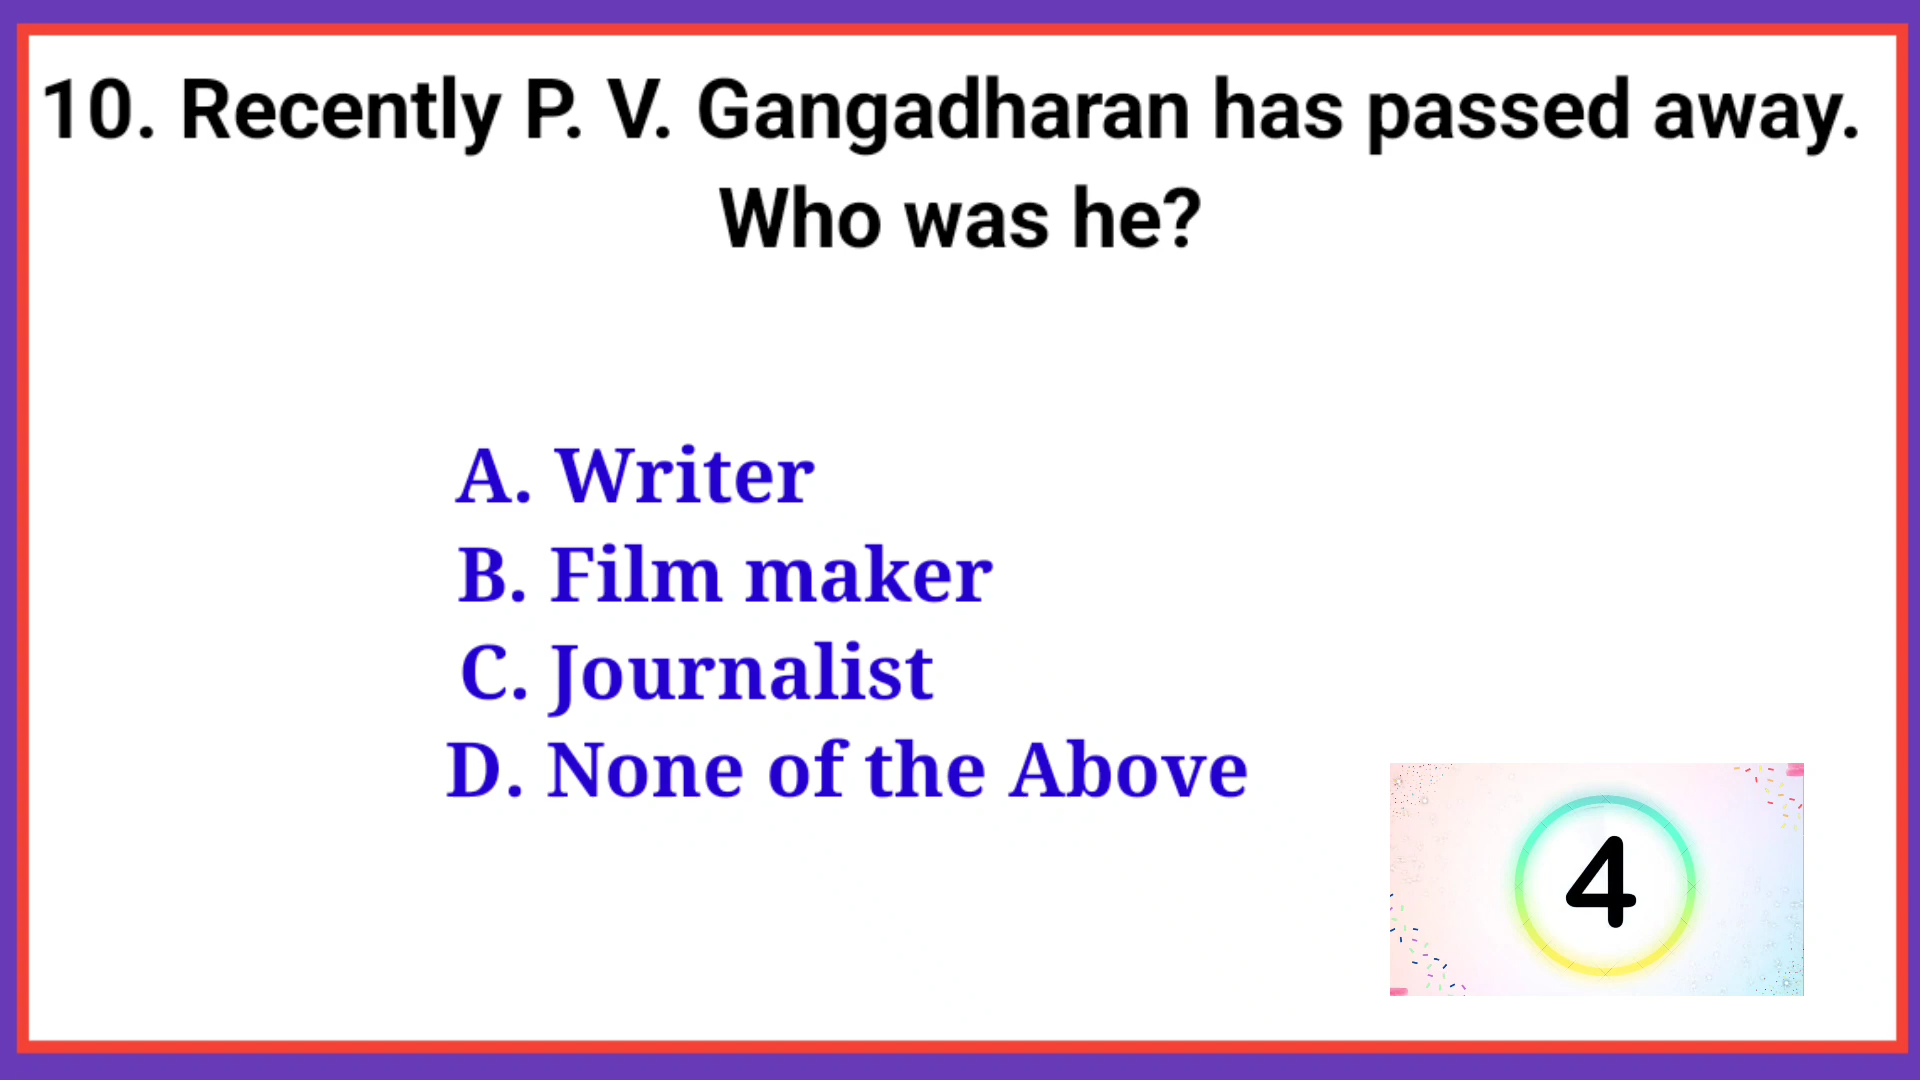 10. Recently P. V. Gangadharan has passed away.
Who was he?
A. Writer
B. Film maker
C. Journalist
D. None of the Above
4